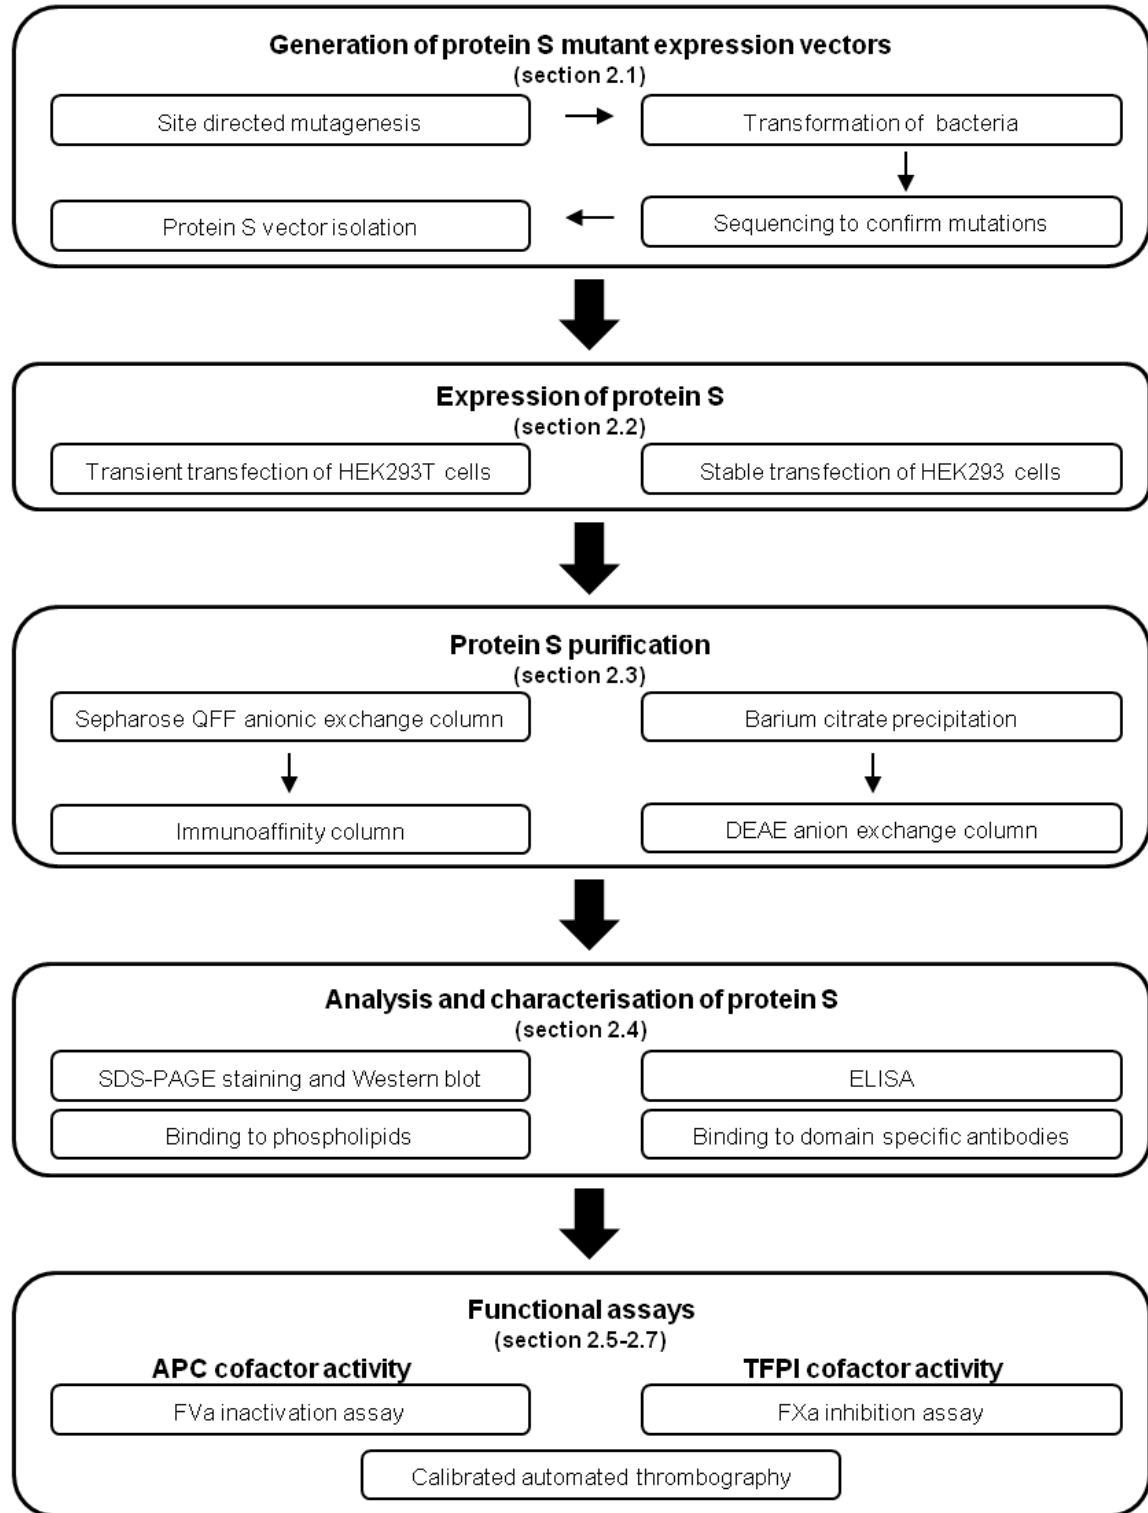 Generation of protein S mutant expression vectors
(section 2.1)
Site directed mutagenesis
Transformation of bacteria
Protein S vector isolation
Sequencing to confirm mutations
Expression of protein S
(section 2.2)
Transient transfection of HEK293T cells
Stable transfection of HEK293 cells
Protein S purification
(section 2.3)
Sepharose QFF anionic exchange column
Barium citrate precipitation
Immunoaffinity column
DEAE anion exchange column
Analysis and characterisation of protein S
(section 2.4)
SDS-PAGE staining and Western blot
ELISA
Binding to phospholipids
Binding to domain specific antibodies
Functional assays
(section 2.5-2.7)
APC cofactor activity
TFPI cofactor activity
FVa inactivation assay
FXa inhibition assay
Calibrated automated thrombography